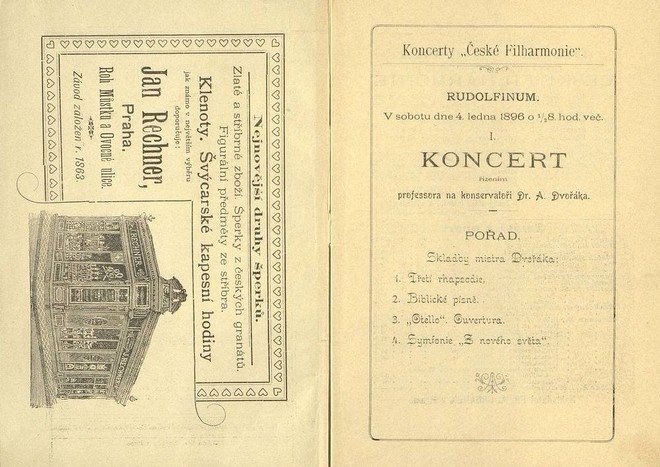 Nejnovější druhy šperků.
Zlaté a stříbrné zboží. Šperky z českých granátů.
Figurální předměty ze stříbra.
Klenoty. Švýcarské kapesní hodiny
jak známo v největším výběru
doporučuje:
Jan Rechner,
Praha.
Roh Můstku a Ovocné ulice.
Závod založen r. 1863.
Koncerty „České Filharmonie“.
RUDOLFINUM.
V sobotu dne 4. ledna 1896 o ½8. hod. več.
I.
KONCERT
řízením
professora na konservatoři Dr. A. Dvořáka.
POŘAD.
Skladby mistra Dvořáka:
1. Třetí rhapsodie.
2. Biblické písně.
3. „Otello“. Ouvertura.
4. Symfonie „Z nového světa“.